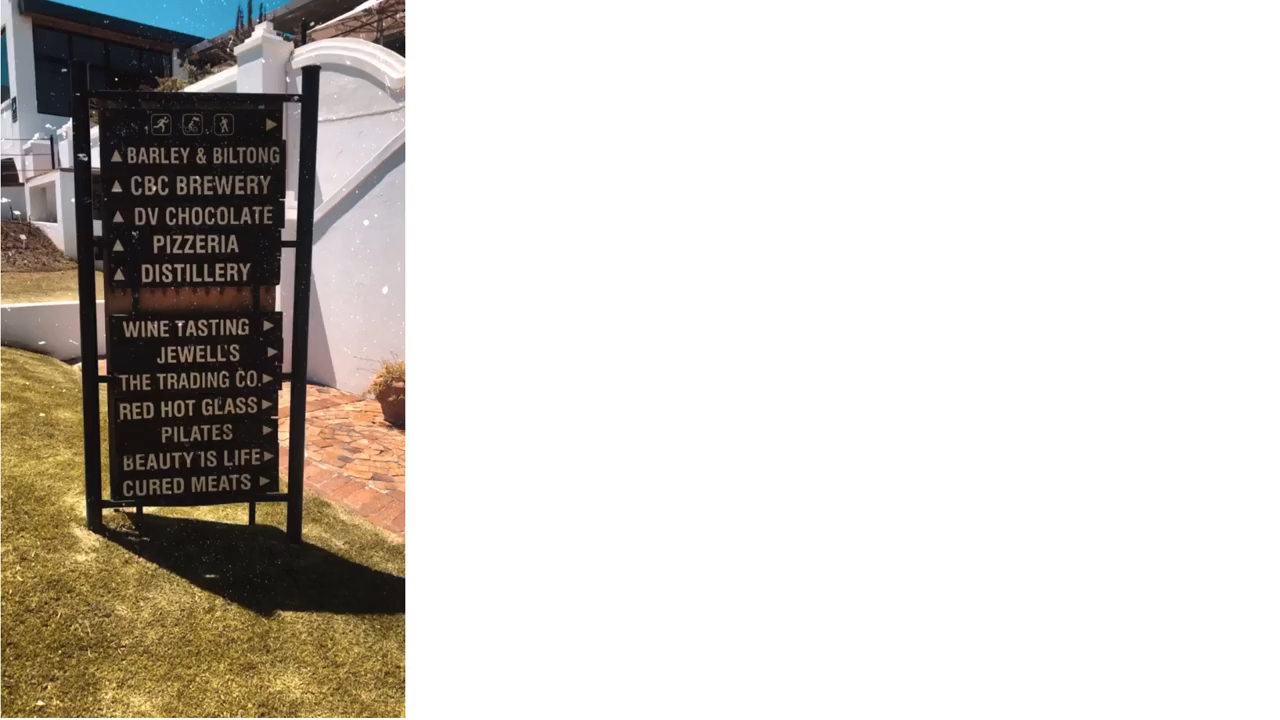 BARLEY & BILTONG
CBC BREWERY
DV CHOCOLATE
PIZZERIA
DISTILLERY
WINE TASTING
JEWELL'S
THE TRADING CO.
RED HOT GLASS
PILATES
BEAUTY IS LIFE
CURED MEATS